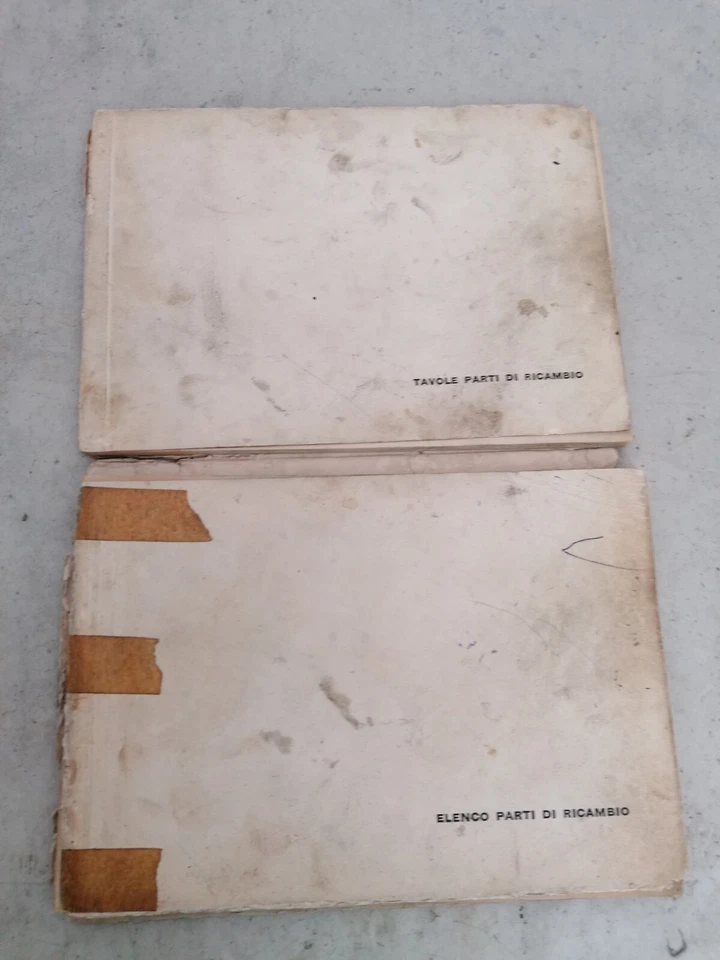 TAVOLE PARTI DI RICAMBIO
ELENCO PARTI DI RICAMBIO